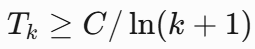 T_k ≥ C/ ln(k + 1)